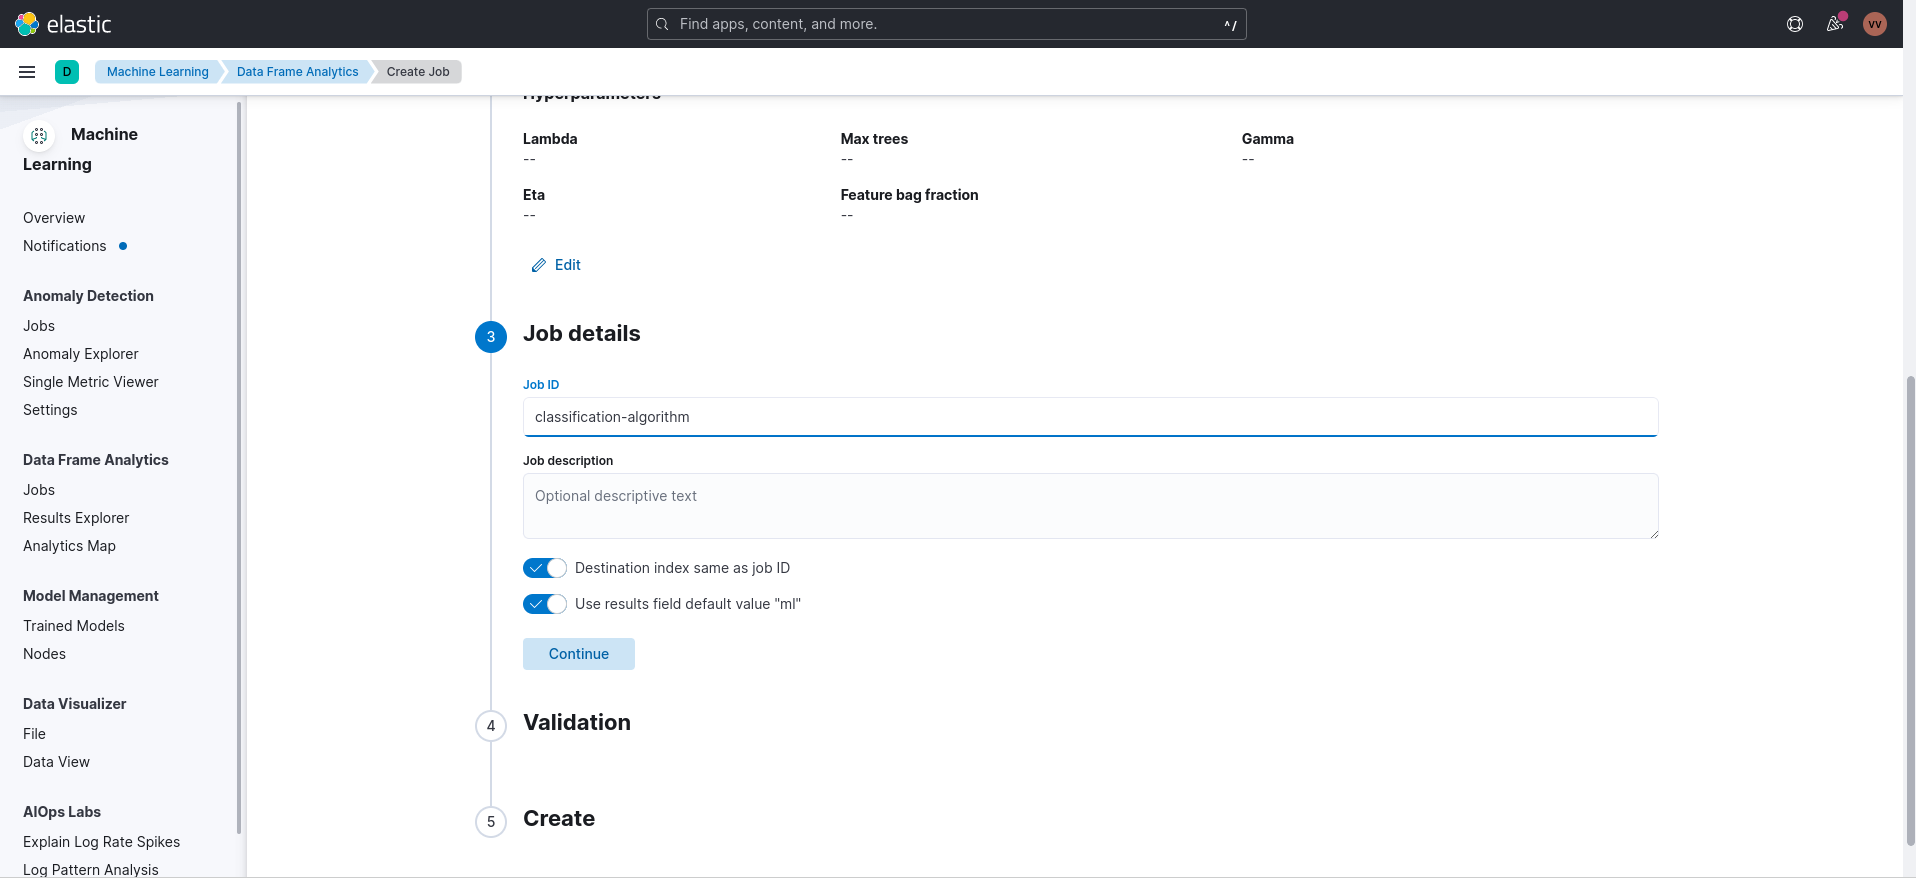 elastic
Find apps, content, and more.
^/
VV
D
Machine Learning
Data Frame Analytics
Create Job
Machine
Learning
Overview
Notifications
Anomaly Detection
Jobs
Anomaly Explorer
Single Metric Viewer
Settings
Data Frame Analytics
Jobs
Results Explorer
Analytics Map
Model Management
Trained Models
Nodes
Data Visualizer
File
Data View
AIOps Labs
Explain Log Rate Spikes
Log Pattern Analysis
Hyperparameters
Lambda
--
Max trees
--
Gamma
--
Eta
--
Feature bag fraction
--
Edit
3
Job details
Job ID
classification-algorithm
Job description
Optional descriptive text
Destination index same as job ID
Use results field default value "ml"
Continue
4
Validation
5
Create